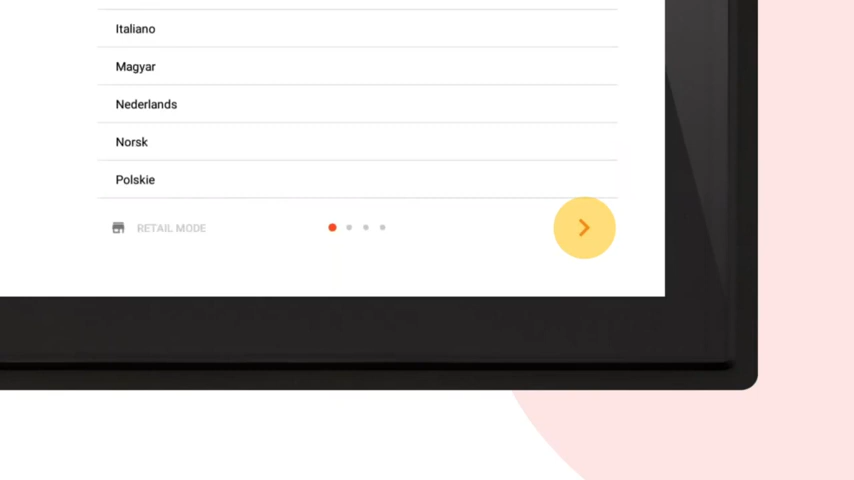 Italiano
Magyar
Nederlands
Norsk
Polskie
RETAIL MODE